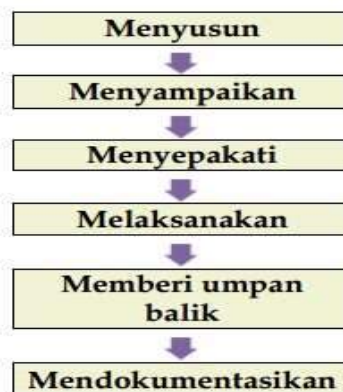 Menyusun
Menyampaikan
Menyepakati
Melaksanakan
Memberi umpan
balik
Mendokumentasikan